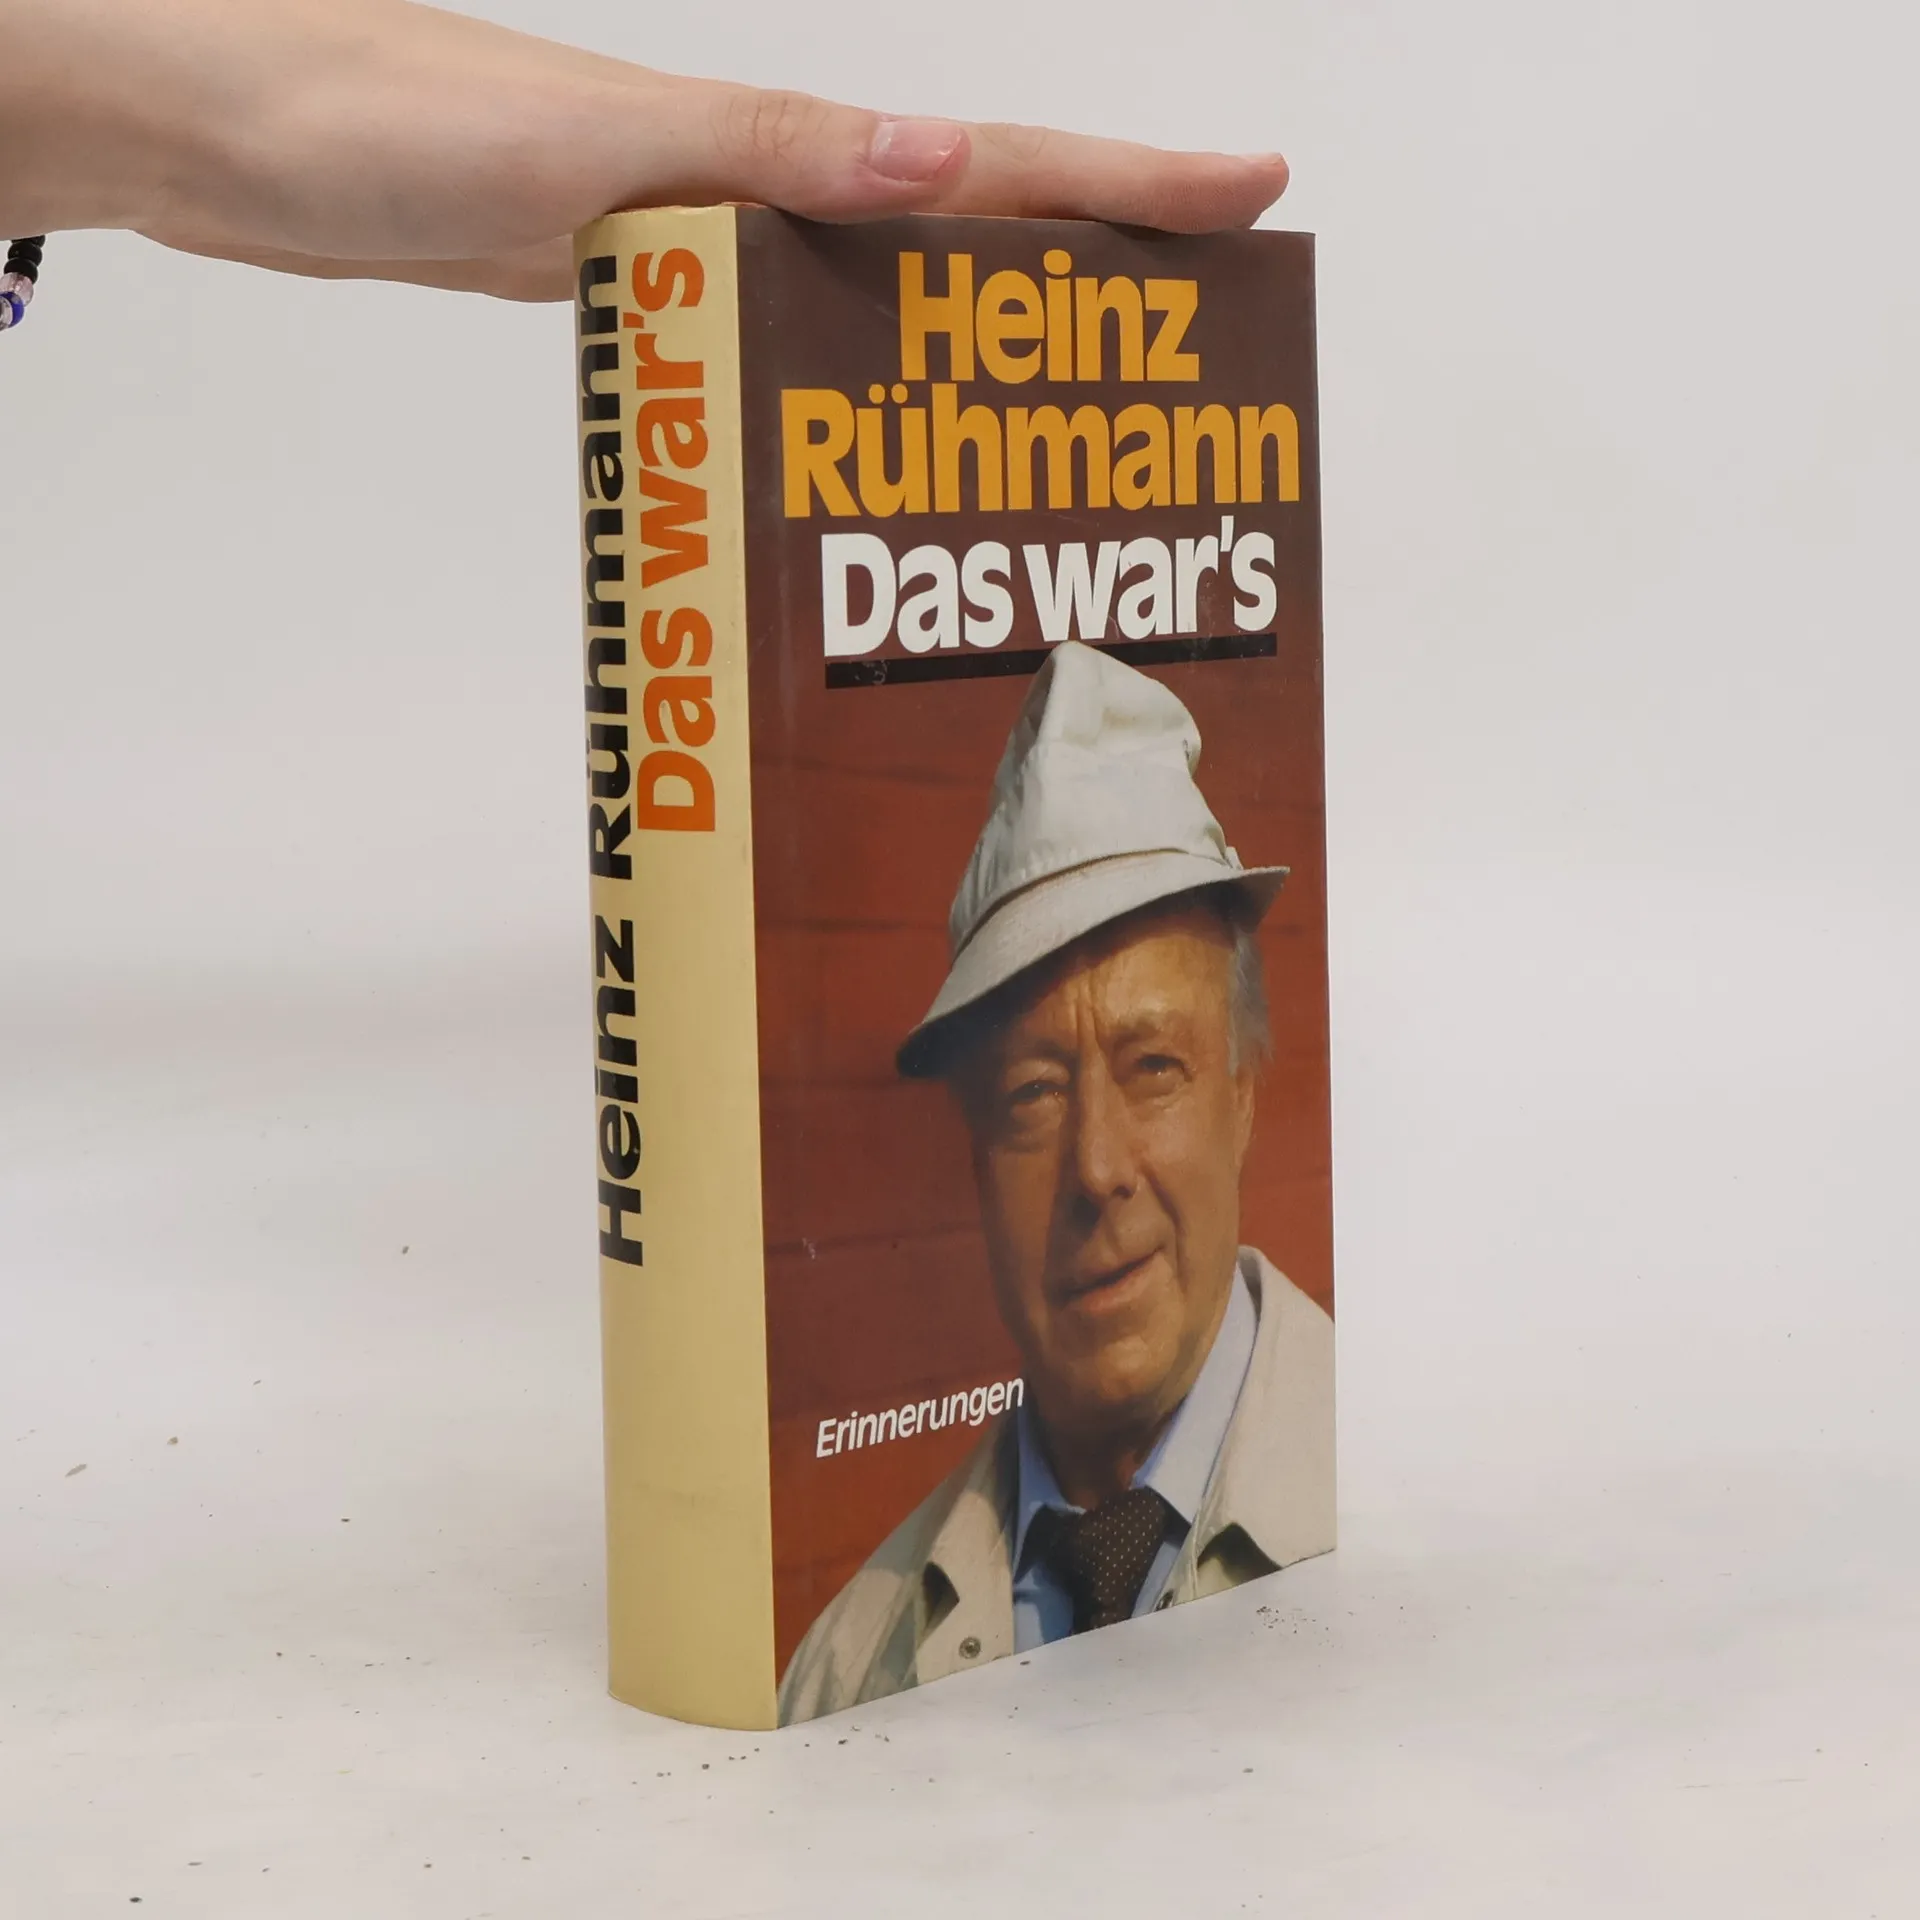 Heinz Rühmann
Das war's
Heinz
Rühmann
Das war's
Erinnerungen